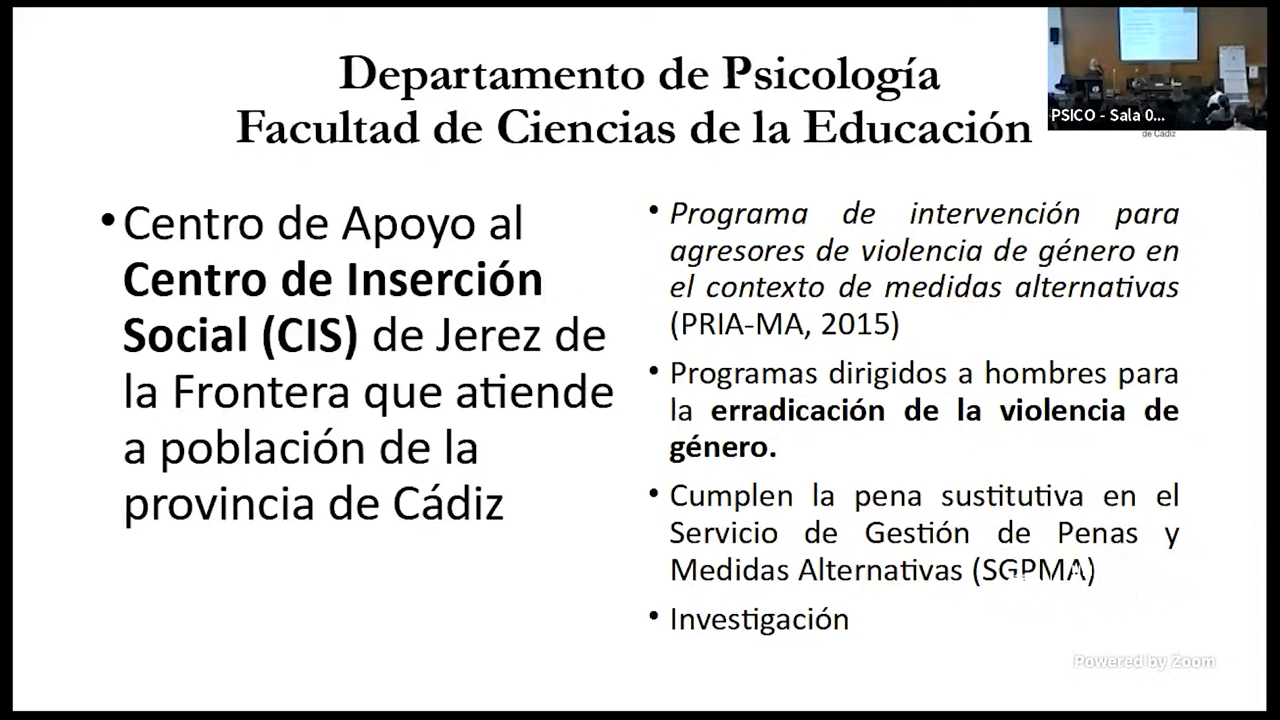 Departamento de Psicología
Facultad de Ciencias de la Educación
PSICO - Sala 0...
de Cádiz
• Centro de Apoyo al
Centro de Inserción
Social (CIS) de Jerez de
la Frontera que atiende
a población de la
provincia de Cádiz
• Programa de intervención para
agresores de violencia de género en
el contexto de medidas alternativas
(PRIA-MA, 2015)
• Programas dirigidos a hombres para
la erradicación de la violencia de
género.
• Cumplen la pena sustitutiva en el
Servicio de Gestión de Penas y
Medidas Alternativas (SGPMA)
• Investigación
Powered by Zoom